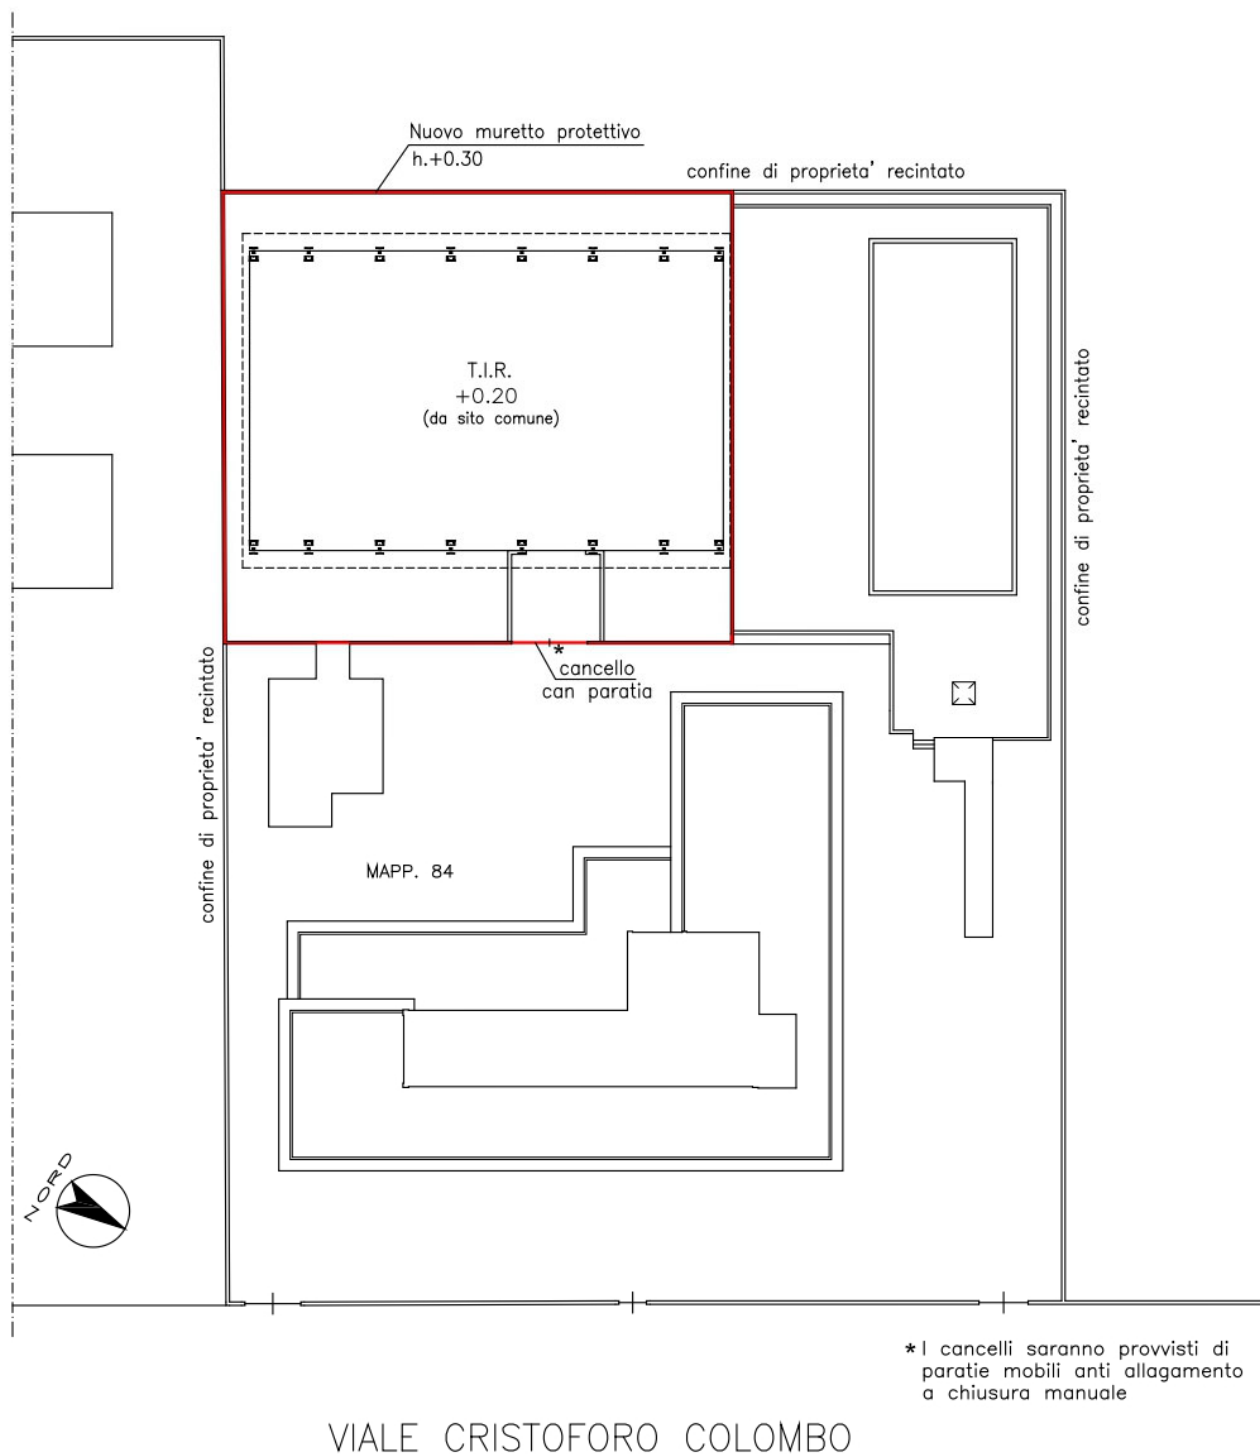 Nuovo muretto protettivo
h.+0.30
confine di proprieta' recintato
T.I.R.
+0.20
(da sito comune)
confine di proprieta' recintato
*
cancello
can paratia
confine di proprieta' recintato
MAPP. 84
NORD
* I cancelli saranno provvisti di
paratie mobili anti allagamento
a chiusura manuale
VIALE CRISTOFORO COLOMBO